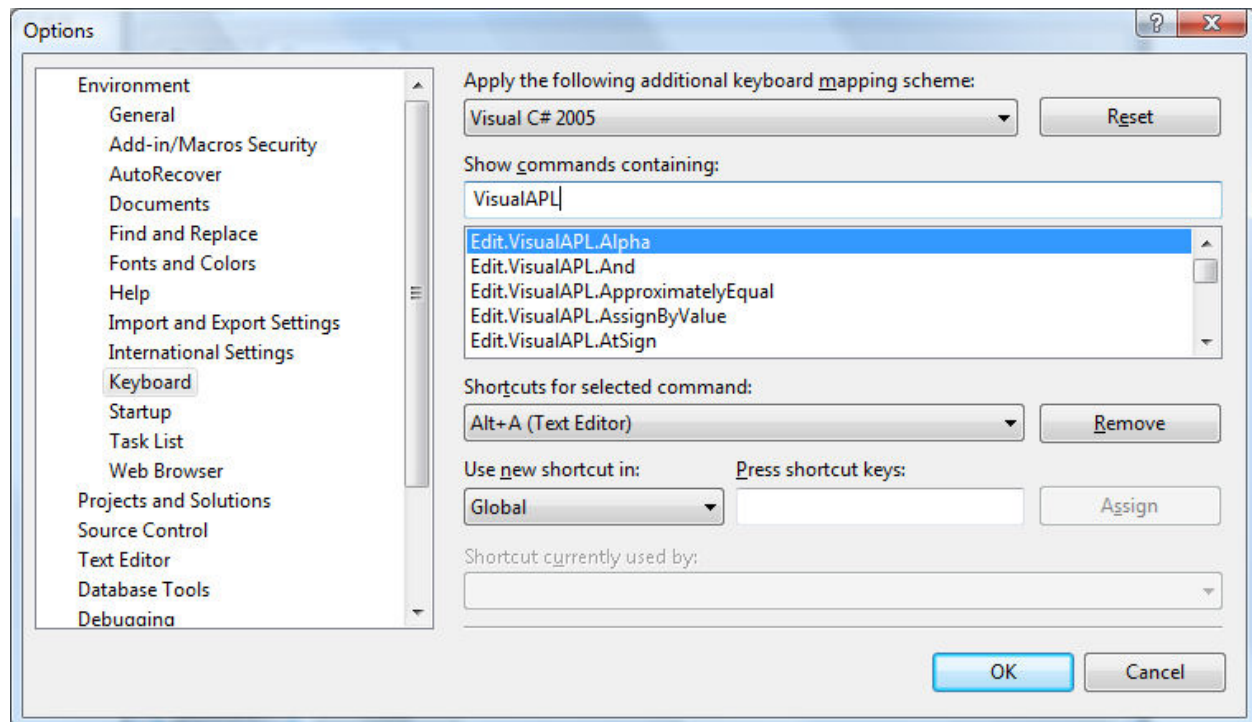 Options
Environment
General
Add-in/Macros Security
AutoRecover
Documents
Find and Replace
Fonts and Colors
Help
Import and Export Settings
International Settings
Keyboard
Startup
Task List
Web Browser
Projects and Solutions
Source Control
Text Editor
Database Tools
Debugging
Apply the following additional keyboard mapping scheme:
Visual C# 2005
Reset
Show commands containing:
VisualAPL
Edit.VisualAPL.Alpha
Edit.VisualAPL.And
Edit.VisualAPL.ApproximatelyEqual
Edit.VisualAPL.AssignByValue
Edit.VisualAPL.AtSign
Shortcuts for selected command:
Alt+A (Text Editor)
Remove
Use new shortcut in:
Press shortcut keys:
Global
Assign
Shortcut currently used by:
OK
Cancel